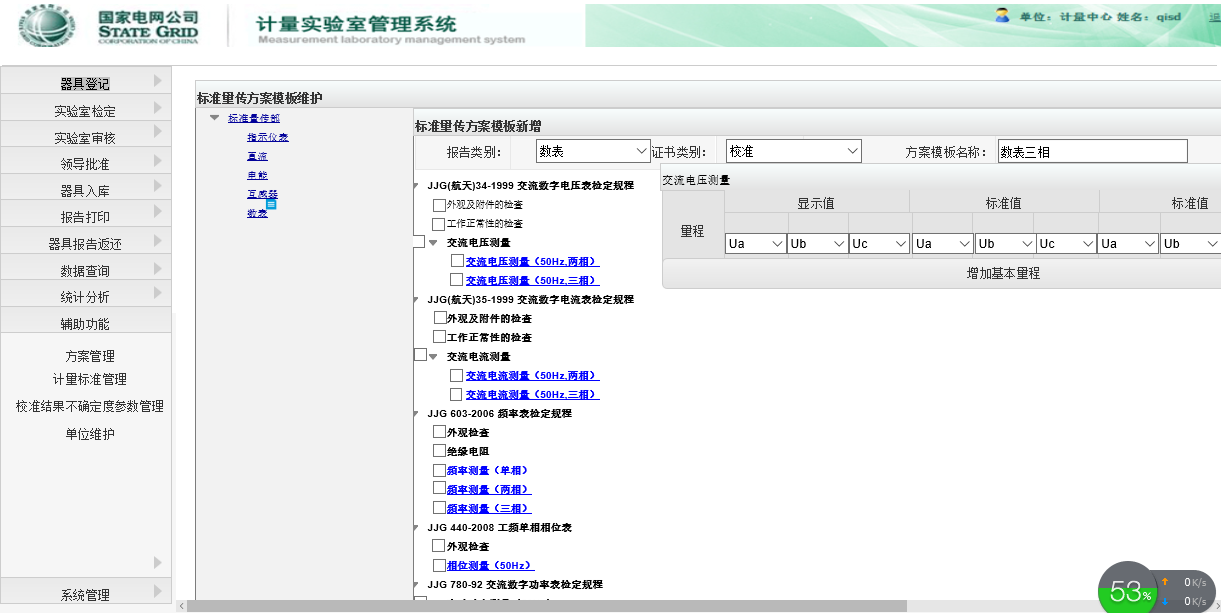 国家电网公司
STATE GRID
CORPORATION OF CHINA
计量实验室管理系统
Measurement laboratory management system
单位: 计量中心 姓名: qisd
器具登记
实验室检定
实验室审核
领导批准
器具入库
报告打印
器具报告返还
数据查询
统计分析
辅助功能
方案管理
计量标准管理
校准结果不确定度参数管理
单位维护
系统管理
标准量传方案模板维护
标准量传部
指示仪表
直流
电能
互感器
数表
标准量传方案模板新增
报告类别: 数表 证书类别: 校准 方案模板名称: 数表三相
JJG(航天)34-1999 交流数字电压表检定规程
外观及附件的检查
工作正常性的检查
交流电压测量
交流电压测量（50Hz,两相）
交流电压测量（50Hz,三相）
JJG(航天)35-1999 交流数字电流表检定规程
外观及附件的检查
工作正常性的检查
交流电流测量
交流电流测量（50Hz,两相）
交流电流测量（50Hz,三相）
JJG 603-2006 频率表检定规程
外观检查
绝缘电阻
频率测量（单相）
频率测量（两相）
频率测量（三相）
JJG 440-2008 工频单相相位表
外观检查
相位测量（50Hz）
JJG 780-92 交流数字功率表检定规程
交流电压测量
量程 显示值 标准值 标准值
Ua Ub Uc Ua Ub Uc Ua Ub
增加基本量程
53%
0K/s
0K/s